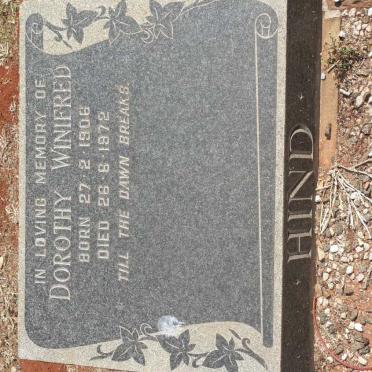 IN LOVING MEMORY OF
DOROTHY WINIFRED
BORN 27·2·1906
DIED 26·8·1972
TILL THE DAWN BREAKS.
HIND